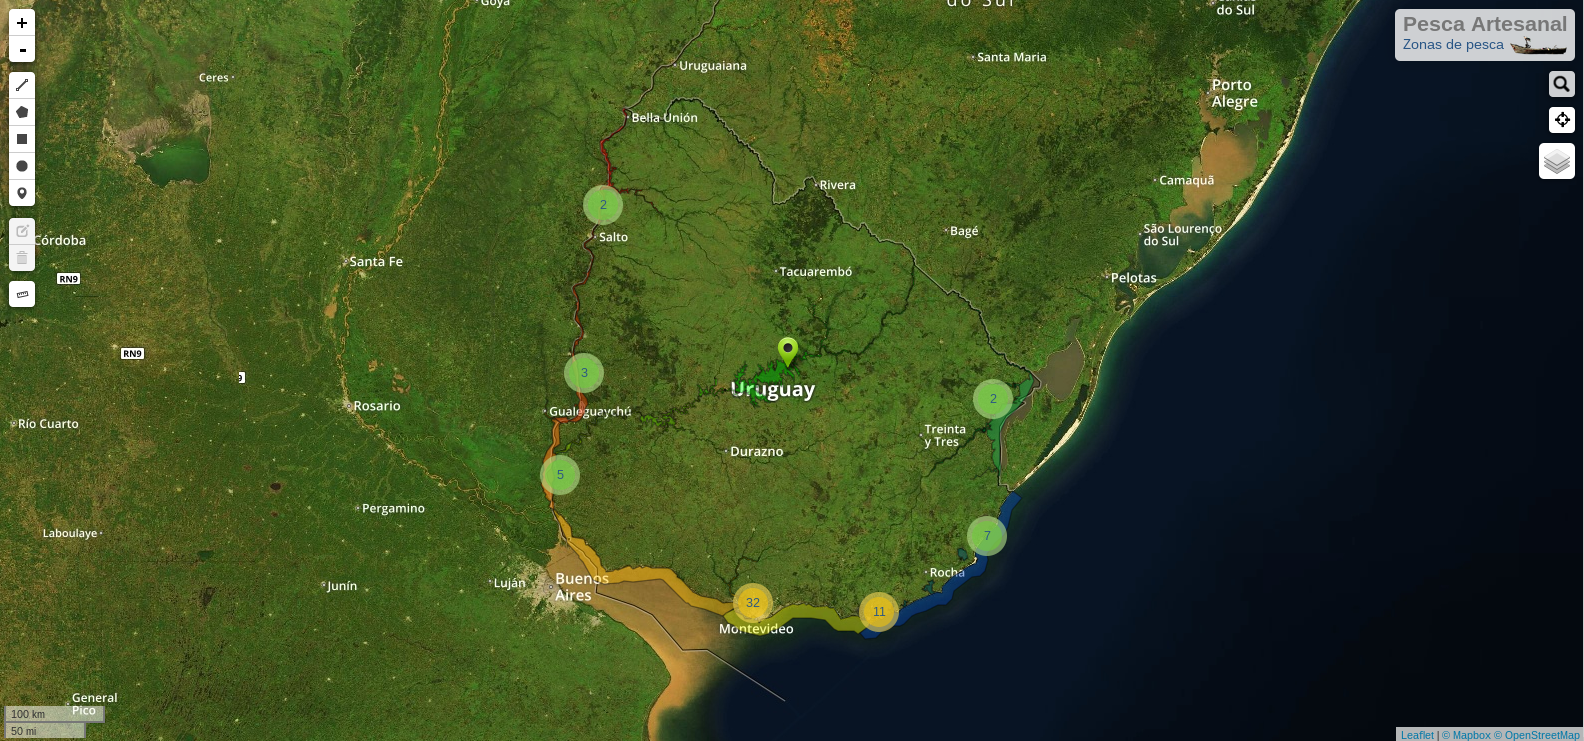 +
-
Goya
do Sul
do Sul
Pesca Artesanal
Zonas de pesca
Uruguaiana
Santa Maria
Ceres
Porto
Alegre
Bella Unión
Rivera
Camaquã
2
Salto
Bagé
São Lourenço
do Sul
Córdoba
Santa Fe
Tacuarembó
Pelotas
RN9
RN9
9
3
Uruguay
2
Rosario
Gualeguaychú
Río Cuarto
Treinta
y Tres
Durazno
5
Pergamino
Laboulaye
7
Buenos
Aires
Luján
Junín
Rocha
32
11
Montevideo
General
Pico
100 km
50 mi
Leaflet | © Mapbox © OpenStreetMap